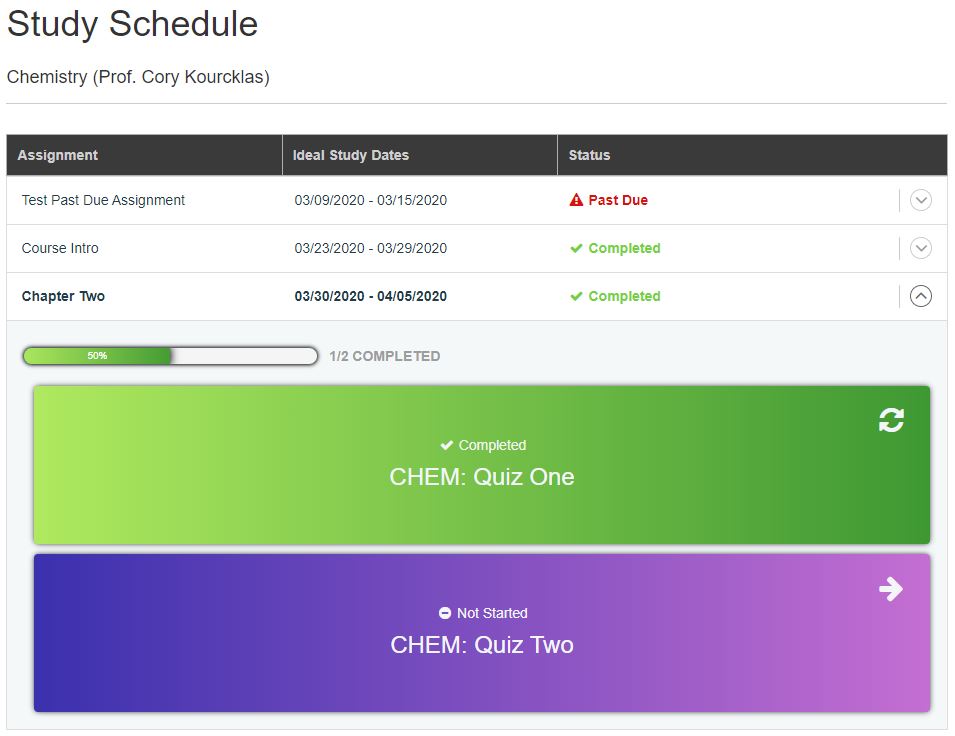 Study Schedule
Chemistry (Prof. Cory Kourcklas)
Assignment Ideal Study Dates Status
Test Past Due Assignment 03/09/2020 - 03/15/2020 Past Due
Course Intro 03/23/2020 - 03/29/2020 Completed
Chapter Two 03/30/2020 - 04/05/2020 Completed
50% 1/2 COMPLETED
Completed
CHEM: Quiz One
Not Started
CHEM: Quiz Two